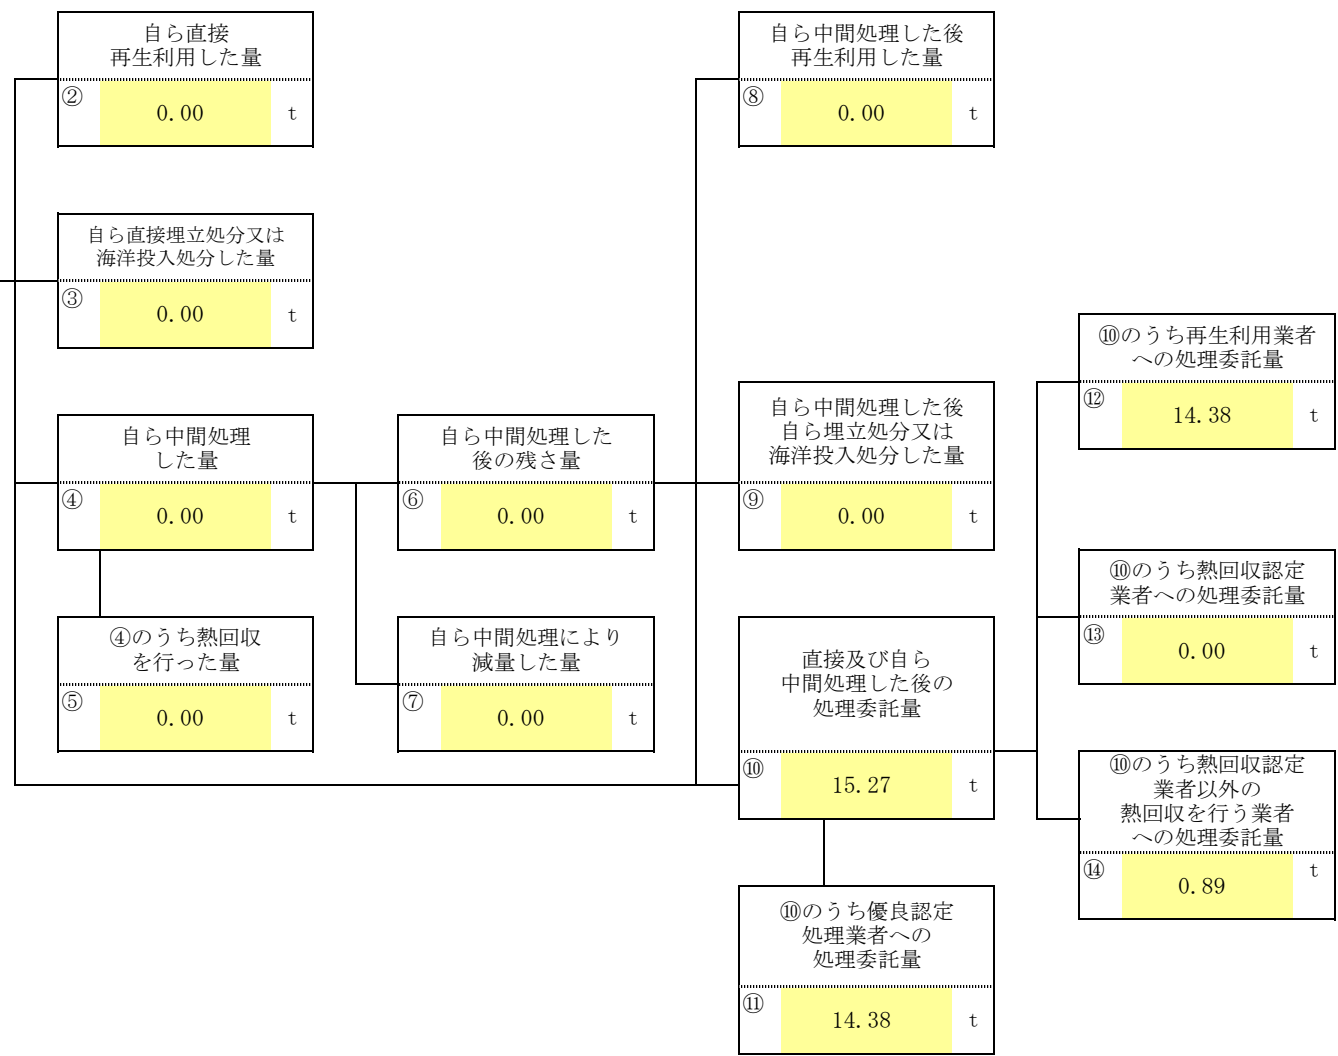 自ら直接
再生利用した量
② 0.00 t
自ら中間処理した後
再生利用した量
⑧ 0.00 t
自ら直接埋立処分又は
海洋投入処分した量
③ 0.00 t
⑩のうち再生利用業者
への処理委託量
⑫ 14.38 t
自ら中間処理
した量
④ 0.00 t
自ら中間処理した
後の残さ量
⑥ 0.00 t
自ら中間処理した後
自ら埋立処分又は
海洋投入処分した量
⑨ 0.00 t
⑩のうち熱回収認定
業者への処理委託量
⑬ 0.00 t
④のうち熱回収
を行った量
⑤ 0.00 t
自ら中間処理により
減量した量
⑦ 0.00 t
直接及び自ら
中間処理した後の
処理委託量
⑩ 15.27 t
⑩のうち熱回収認定
業者以外の
熱回収を行う業者
への処理委託量
⑭ 0.89 t
⑩のうち優良認定
処理業者への
処理委託量
⑪ 14.38 t